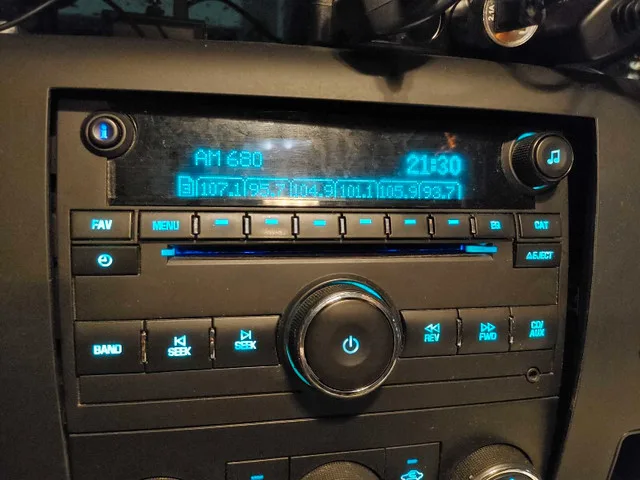 AM 680 21:30
3 107.1 95.7 104.9 101.1 105.9 93.7
FAV MENU CAT
EJECT
BAND SEEK SEEK REV FWD CD/AUX